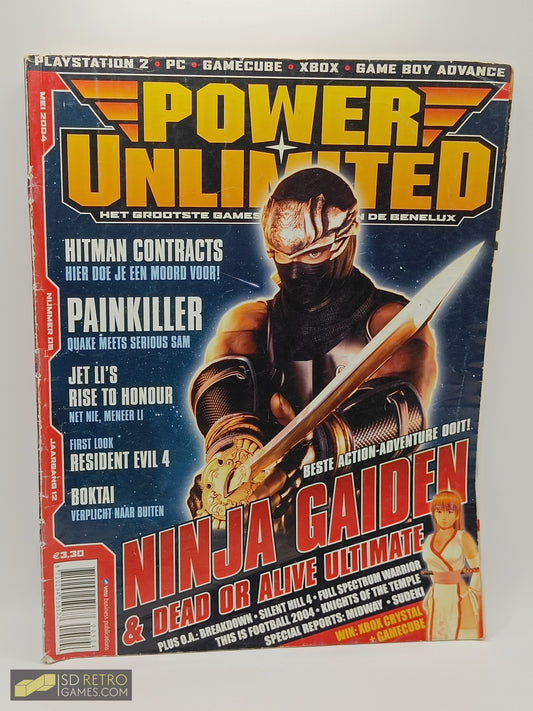 PLAYSTATION 2 • PC • GAMECUBE • XBOX • GAME BOY ADVANCE
MEI 2004
POWER
UNLIMITED
HET GROOTSTE GAMES
N DE BENELUX
HITMAN CONTRACTS
HIER DOE JE EEN MOORD VOOR!
PAINKILLER
QUAKE MEETS SERIOUS SAM
NUMMER 05
JET LI'S
RISE TO HONOUR
NET NIE, MENEER LI
FIRST LOOK
RESIDENT EVIL 4
JAARGANG 12
BOKTAI
VERPLICHT NAAR BUITEN
€3,30
BESTE ACTION-ADVENTURE OOIT!
NINJA GAIDEN
& DEAD OR ALIVE ULTIMATE
PLUS O.A.: BREAKDOWN • SILENT HILL 4 • FULL SPECTRUM WARRIOR
THIS IS FOOTBALL 2004 • KNIGHTS OF THE TEMPLE
SPECIAL REPORTS: MIDWAY • SUDEKI
WIN: XBOX CRYSTAL
+ GAMECUBE
vnu business publications
SD RETRO
GAMES.COM